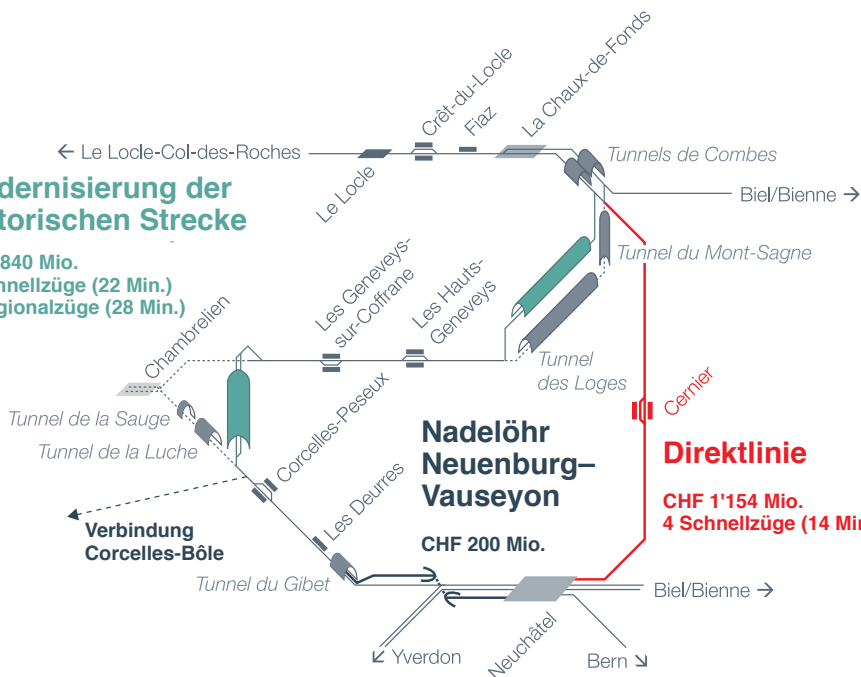 Crêt-du-Locle
Fiaz
La Chaux-de-Fonds
← Le Locle-Col-des-Roches
Le Locle
Tunnels de Combes
Biel/Bienne →
dernisierung der
torischen Strecke
840 Mio.
hnellzüge (22 Min.)
egionalzüge (28 Min.)
Tunnel du Mont-Sagne
Les Geneveys-
sur-Coffrane
Les Hauts-
Geneveys
Chambrelien
Tunnel
des Loges
Cernier
Tunnel de la Sauge
Tunnel de la Luche
Corcelles-Peseux
Nadelöhr
Neuenburg–
Vauseyon
CHF 200 Mio.
Direktlinie
CHF 1'154 Mio.
4 Schnellzüge (14 Min
Les Deurres
Verbindung
Corcelles-Bôle
Tunnel du Gibet
Biel/Bienne →
↙ Yverdon
Neuchâtel
Bern ↘